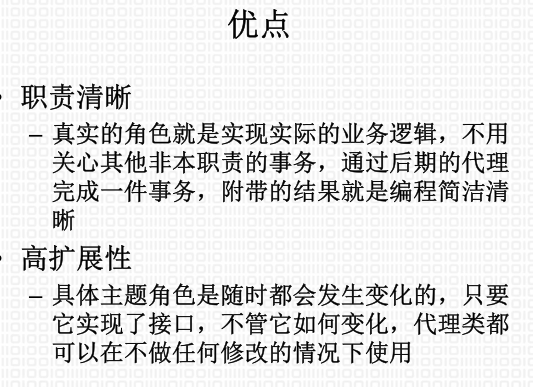 优点
• 职责清晰
– 真实的角色就是实现实际的业务逻辑，不用
关心其他非本职责的事务，通过后期的代理
完成一件事务，附带的结果就是编程简洁清
晰
• 高扩展性
– 具体主题角色是随时都会发生变化的，只要
它实现了接口，不管它如何变化，代理类都
可以在不做任何修改的情况下使用